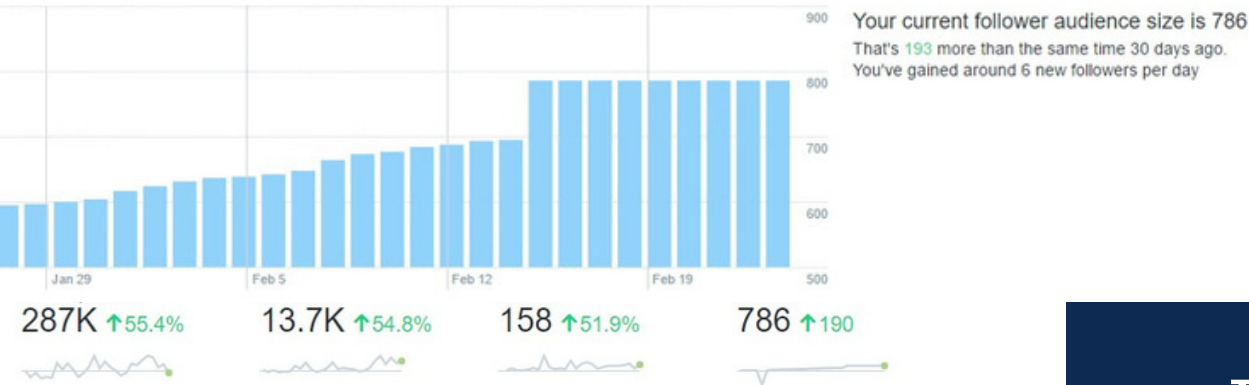 900
Your current follower audience size is 786
That's 193 more than the same time 30 days ago.
You've gained around 6 new followers per day
800
700
600
500
Jan 29 Feb 5 Feb 12 Feb 19
287K ↑55.4% 13.7K ↑54.8% 158 ↑51.9% 786 ↑190